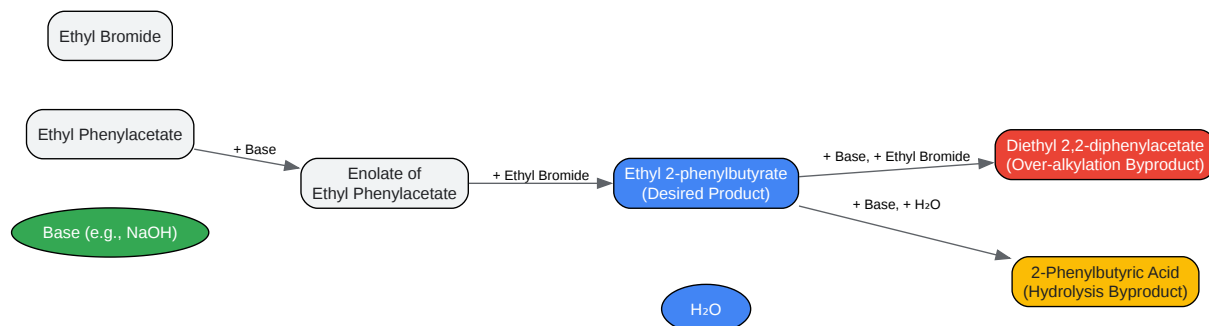 Ethyl Bromide
Ethyl Phenylacetate
+ Base
Enolate of
Ethyl Phenylacetate
+ Ethyl Bromide
Ethyl 2-phenylbutyrate
(Desired Product)
+ Base, + Ethyl Bromide
Diethyl 2,2-diphenylacetate
(Over-alkylation Byproduct)
+ Base, + H₂O
2-Phenylbutyric Acid
(Hydrolysis Byproduct)
Base (e.g., NaOH)
H₂O